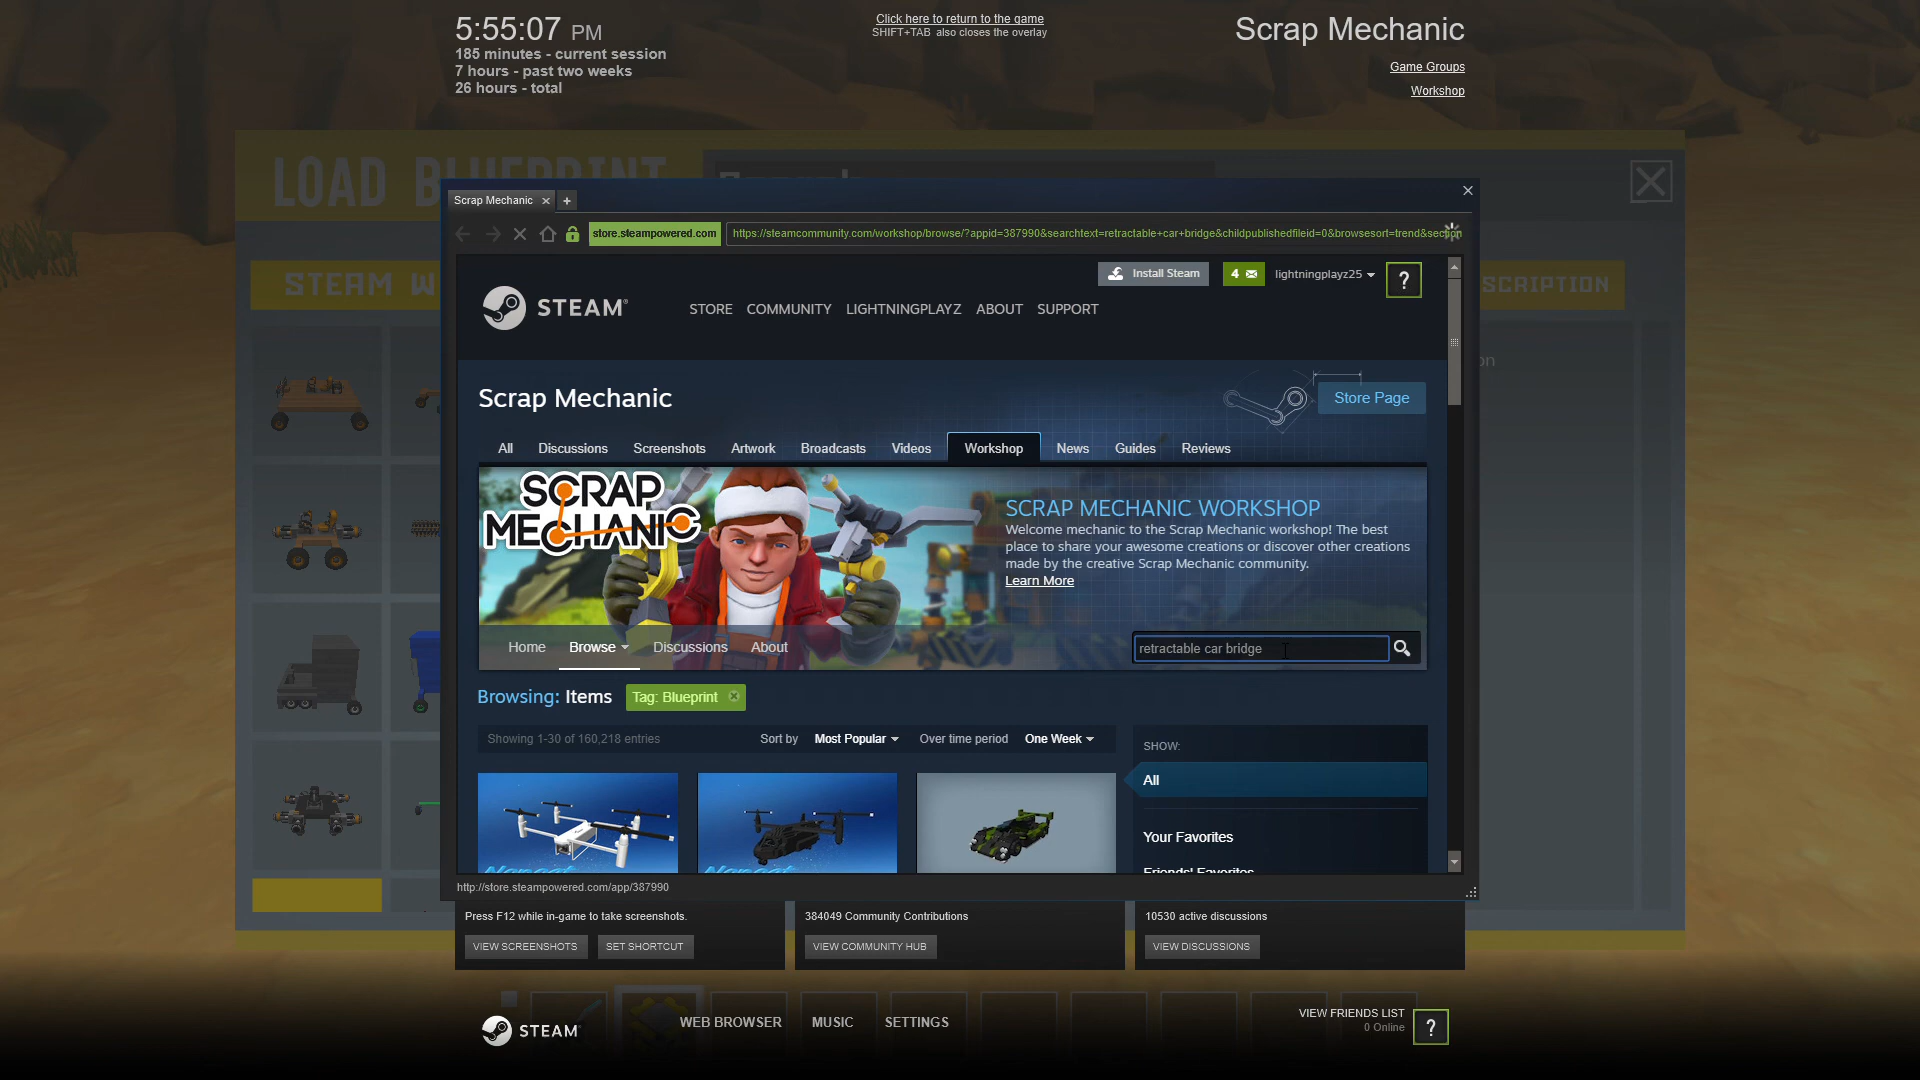 5:55:07 PM
185 minutes - current session
7 hours - past two weeks
26 hours - total
Click here to return to the game
SHIFT+TAB also closes the overlay
Scrap Mechanic
Game Groups
Workshop
LOAD BLUEPRINT
Scrap Mechanic
store.steampowered.com
https://steamcommunity.com/workshop/browse/?appid=387990&searchtext=retractable+car+bridge&childpublishedfileid=0&browsesort=trend&section
STEAM W
SCRIPTION
Install Steam
4
lightningplayz25
?
STEAM®
STORE
COMMUNITY
LIGHTNINGPLAYZ
ABOUT
SUPPORT
Scrap Mechanic
Store Page
All
Discussions
Screenshots
Artwork
Broadcasts
Videos
Workshop
News
Guides
Reviews
SCRAP
MECHANIC
SCRAP MECHANIC WORKSHOP
Welcome mechanic to the Scrap Mechanic workshop! The best
place to share your awesome creations or discover other creations
made by the creative Scrap Mechanic community.
Learn More
Home
Browse
Discussions
About
retractable car bridge
Browsing: Items
Tag: Blueprint
Showing 1-30 of 160,218 entries
Sort by
Most Popular
Over time period
One Week
SHOW:
All
Your Favorites
Friends' Favorites
http://store.steampowered.com/app/387990
Press F12 while in-game to take screenshots.
VIEW SCREENSHOTS
SET SHORTCUT
384049 Community Contributions
VIEW COMMUNITY HUB
10530 active discussions
VIEW DISCUSSIONS
STEAM
WEB BROWSER
MUSIC
SETTINGS
VIEW FRIENDS LIST
0 Online
?